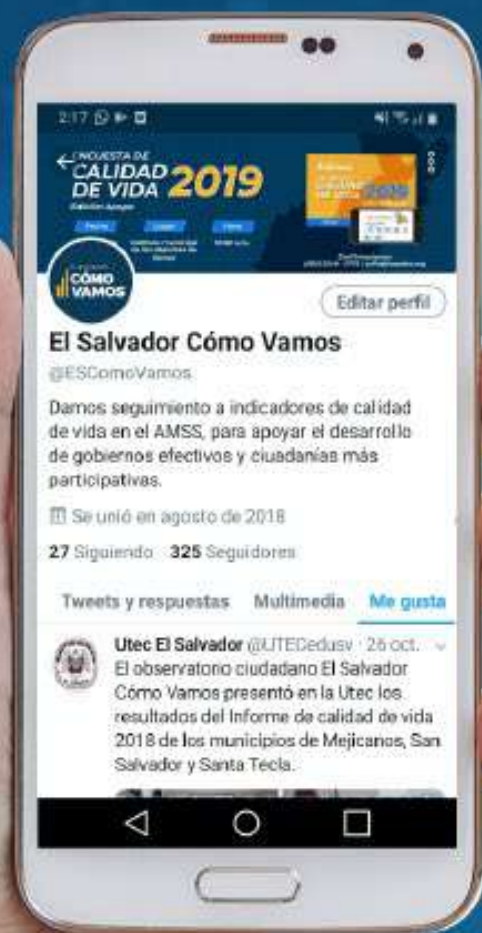 2:17
ENCUESTA DE
CALIDAD
DE VIDA 2019
Fecha
Lugar
Hora
CÓMO
VAMOS
Editar perfil
El Salvador Cómo Vamos
@ESComoVamos
Damos seguimiento a indicadores de calidad
de vida en el AMSS, para apoyar el desarrollo
de gobiernos efectivos y ciuadanías más
participativas.
Se unió en agosto de 2018
27 Siguiendo 325 Seguidores
Tweets y respuestas Multimedia Me gusta
Utec El Salvador @UTECedusv · 26 oct.
El observatorio ciudadano El Salvador
Cómo Vamos presentó en la Utec los
resultados del Informe de calidad de vida
2018 de los municipios de Mejicanos, San
Salvador y Santa Tecla.